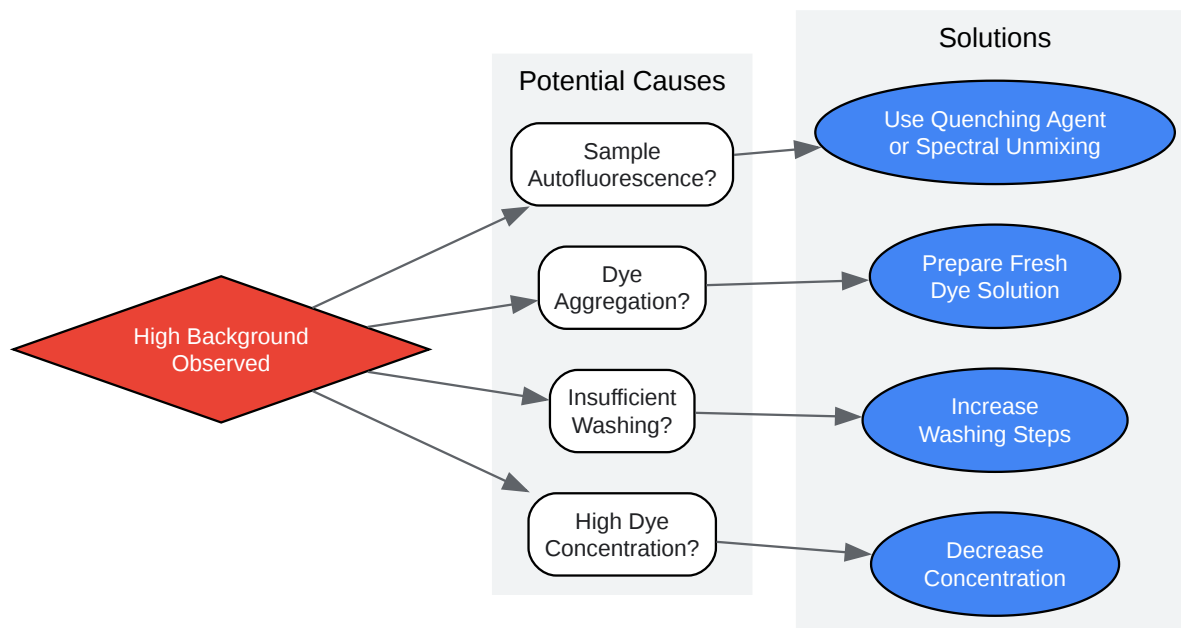 High Background
Observed
Potential Causes
Sample
Autofluorescence?
Dye
Aggregation?
Insufficient
Washing?
High Dye
Concentration?
Solutions
Use Quenching Agent
or Spectral Unmixing
Prepare Fresh
Dye Solution
Increase
Washing Steps
Decrease
Concentration